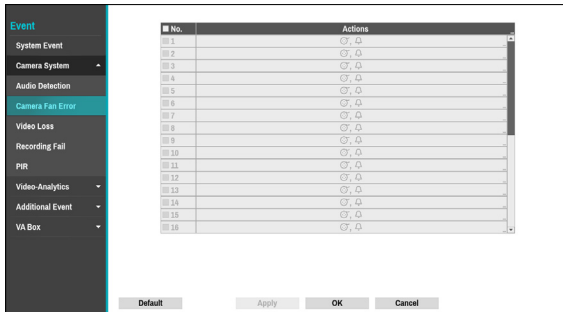 Event
System Event
Camera System
Audio Detection
Camera Fan Error
Video Loss
Recording Fail
PIR
Video-Analytics
Additional Event
VA Box
No. Actions
1
2
3
4
5
6
7
8
9
10
11
12
13
14
15
16
Default Apply OK Cancel